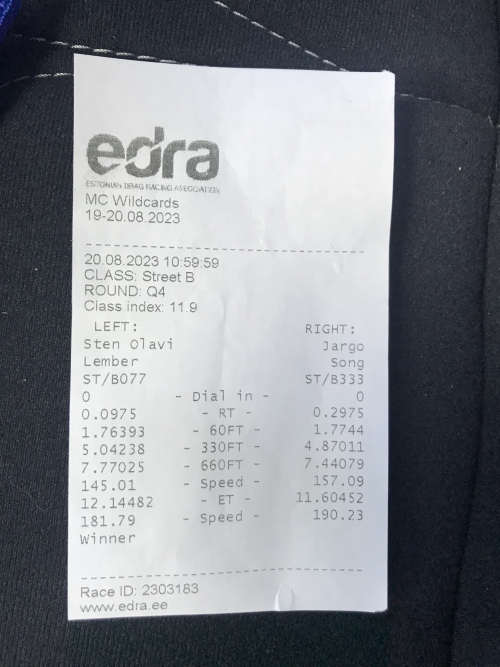 edra
ESTONIAN DRAG RACING ASSOCIATION
MC Wildcards
19-20.08.2023
--------------------------------
20.08.2023 10:59:59
CLASS: Street B
ROUND: Q4
Class index: 11.9
LEFT: RIGHT:
Sten Olavi Jargo
Lember Song
ST/B077 ST/B333
0 - Dial in - 0
0.0975 - RT - 0.2975
1.76393 - 60FT - 1.7744
5.04238 - 330FT - 4.87011
7.77025 - 660FT - 7.44079
145.01 - Speed - 157.09
12.14482 - ET - 11.60452
181.79 - Speed - 190.23
Winner
--------------------------------
Race ID: 2303183
www.edra.ee